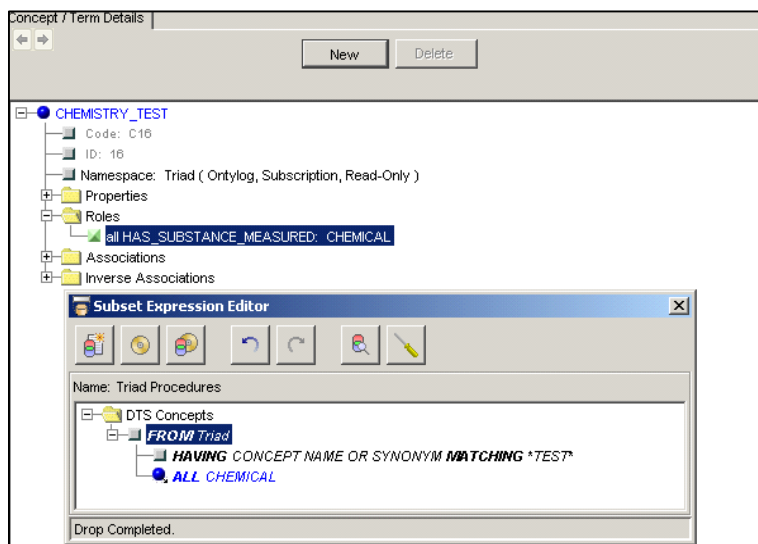 Concept / Term Details
New Delete
CHEMISTRY_TEST
Code: C16
ID: 16
Namespace: Triad ( Ontylog, Subscription, Read-Only )
Properties
Roles
all HAS_SUBSTANCE_MEASURED: CHEMICAL
Associations
Inverse Associations
Subset Expression Editor
Name: Triad Procedures
DTS Concepts
FROM Triad
HAVING CONCEPT NAME OR SYNONYM MATCHING *TEST*
ALL CHEMICAL
Drop Completed.